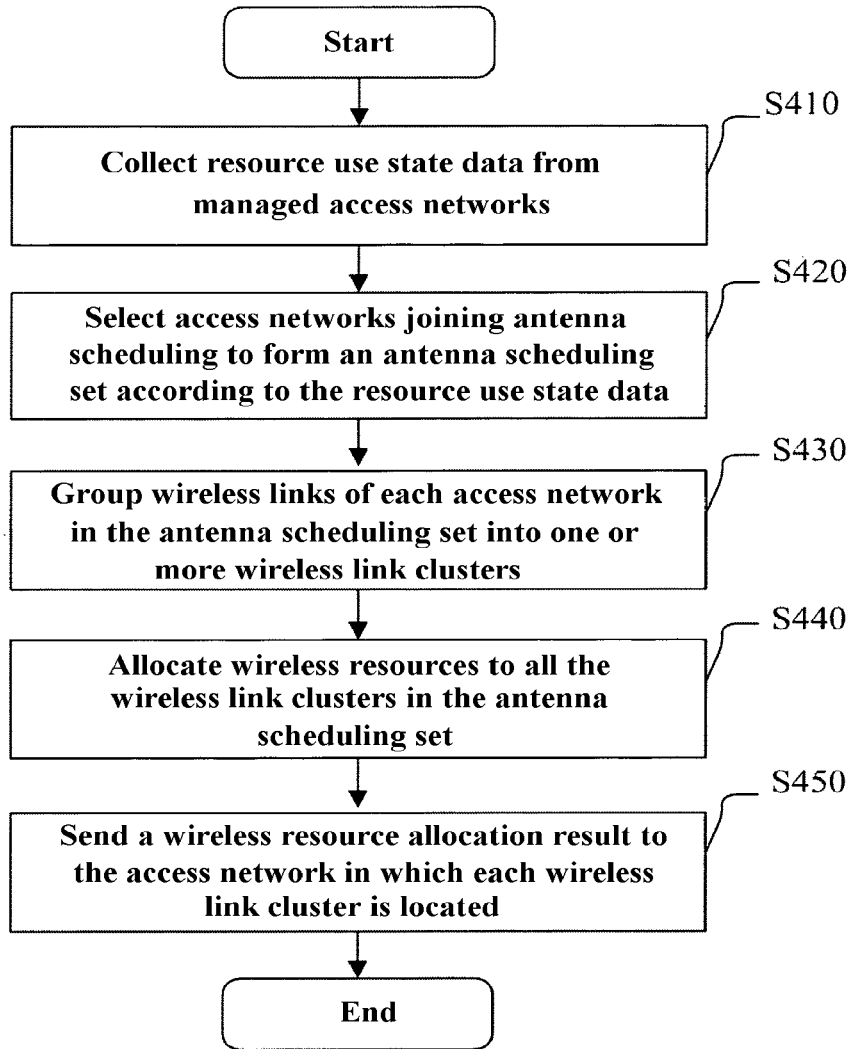 Start
S410
Collect resource use state data from
managed access networks
S420
Select access networks joining antenna
scheduling to form an antenna scheduling
set according to the resource use state data
S430
Group wireless links of each access network
in the antenna scheduling set into one or
more wireless link clusters
S440
Allocate wireless resources to all the
wireless link clusters in the antenna
scheduling set
S450
Send a wireless resource allocation result to
the access network in which each wireless
link cluster is located
End